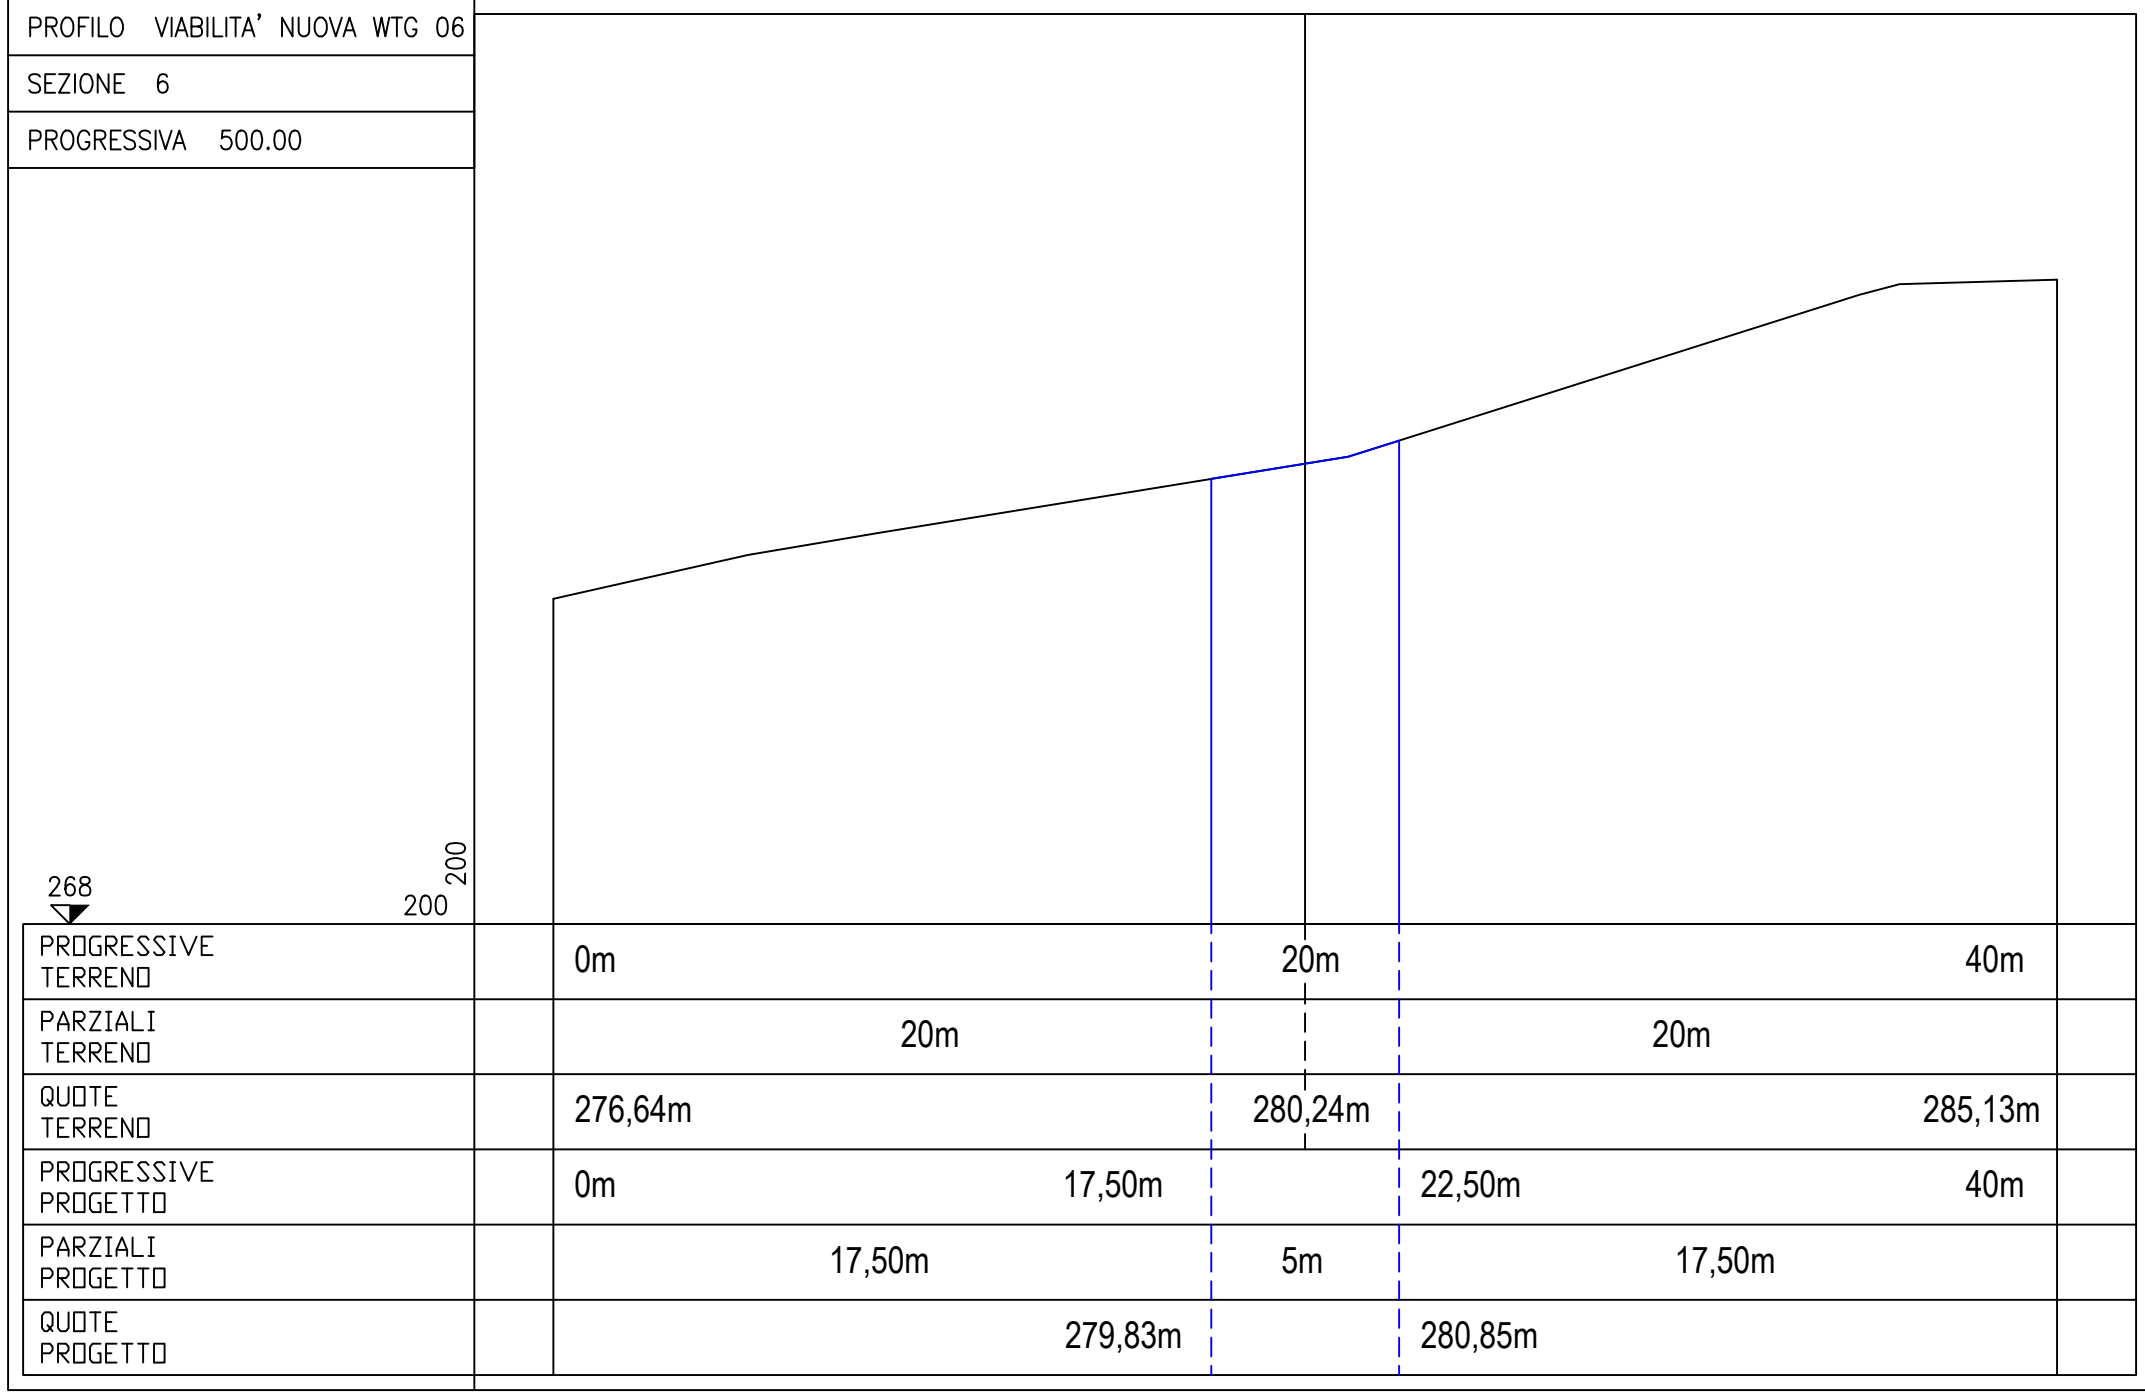 PROFILO VIABILITA' NUOVA WTG 06
SEZIONE 6
PROGRESSIVA 500.00
200
268
200
PROGRESSIVE
TERRENO
0m 20m 40m
PARZIALI
TERRENO
20m 20m
QUOTE
TERRENO
276,64m 280,24m 285,13m
PROGRESSIVE
PROGETTO
0m 17,50m 22,50m 40m
PARZIALI
PROGETTO
17,50m 5m 17,50m
QUOTE
PROGETTO
279,83m 280,85m